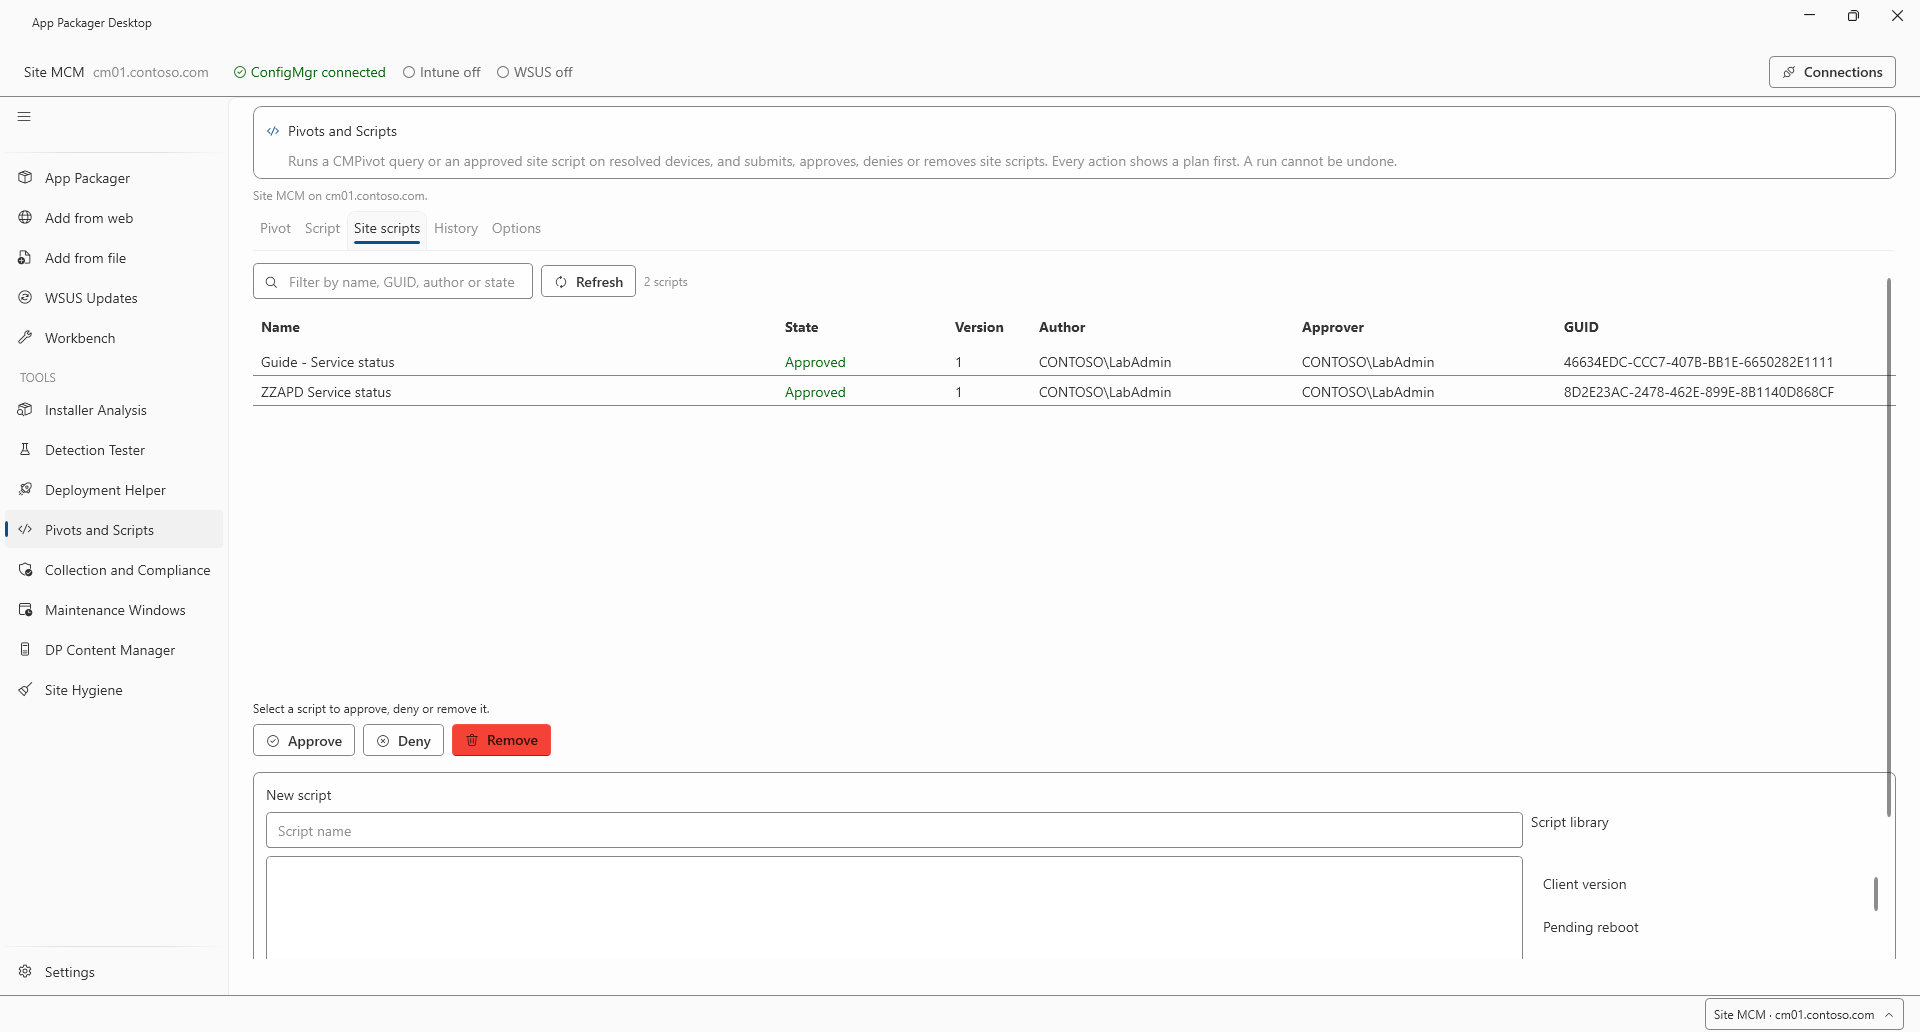 App Packager Desktop
Site MCM cm01.contoso.com ConfigMgr connected Intune off WSUS off Connections
Pivots and Scripts
Runs a CMPivot query or an approved site script on resolved devices, and submits, approves, denies or removes site scripts. Every action shows a plan first. A run cannot be undone.
Site MCM on cm01.contoso.com.
Pivot Script Site scripts History Options
Filter by name, GUID, author or state Refresh 2 scripts
Name State Version Author Approver GUID
Guide - Service status Approved 1 CONTOSO\LabAdmin CONTOSO\LabAdmin 46634EDC-CCC7-407B-BB1E-6650282E1111
ZZAPD Service status Approved 1 CONTOSO\LabAdmin CONTOSO\LabAdmin 8D2E23AC-2478-462E-899E-8B1140D868CF
Select a script to approve, deny or remove it.
Approve Deny Remove
New script
Script name
Script library
Client version
Pending reboot
App Packager
Add from web
Add from file
WSUS Updates
Workbench
TOOLS
Installer Analysis
Detection Tester
Deployment Helper
Pivots and Scripts
Collection and Compliance
Maintenance Windows
DP Content Manager
Site Hygiene
Settings
Site MCM · cm01.contoso.com